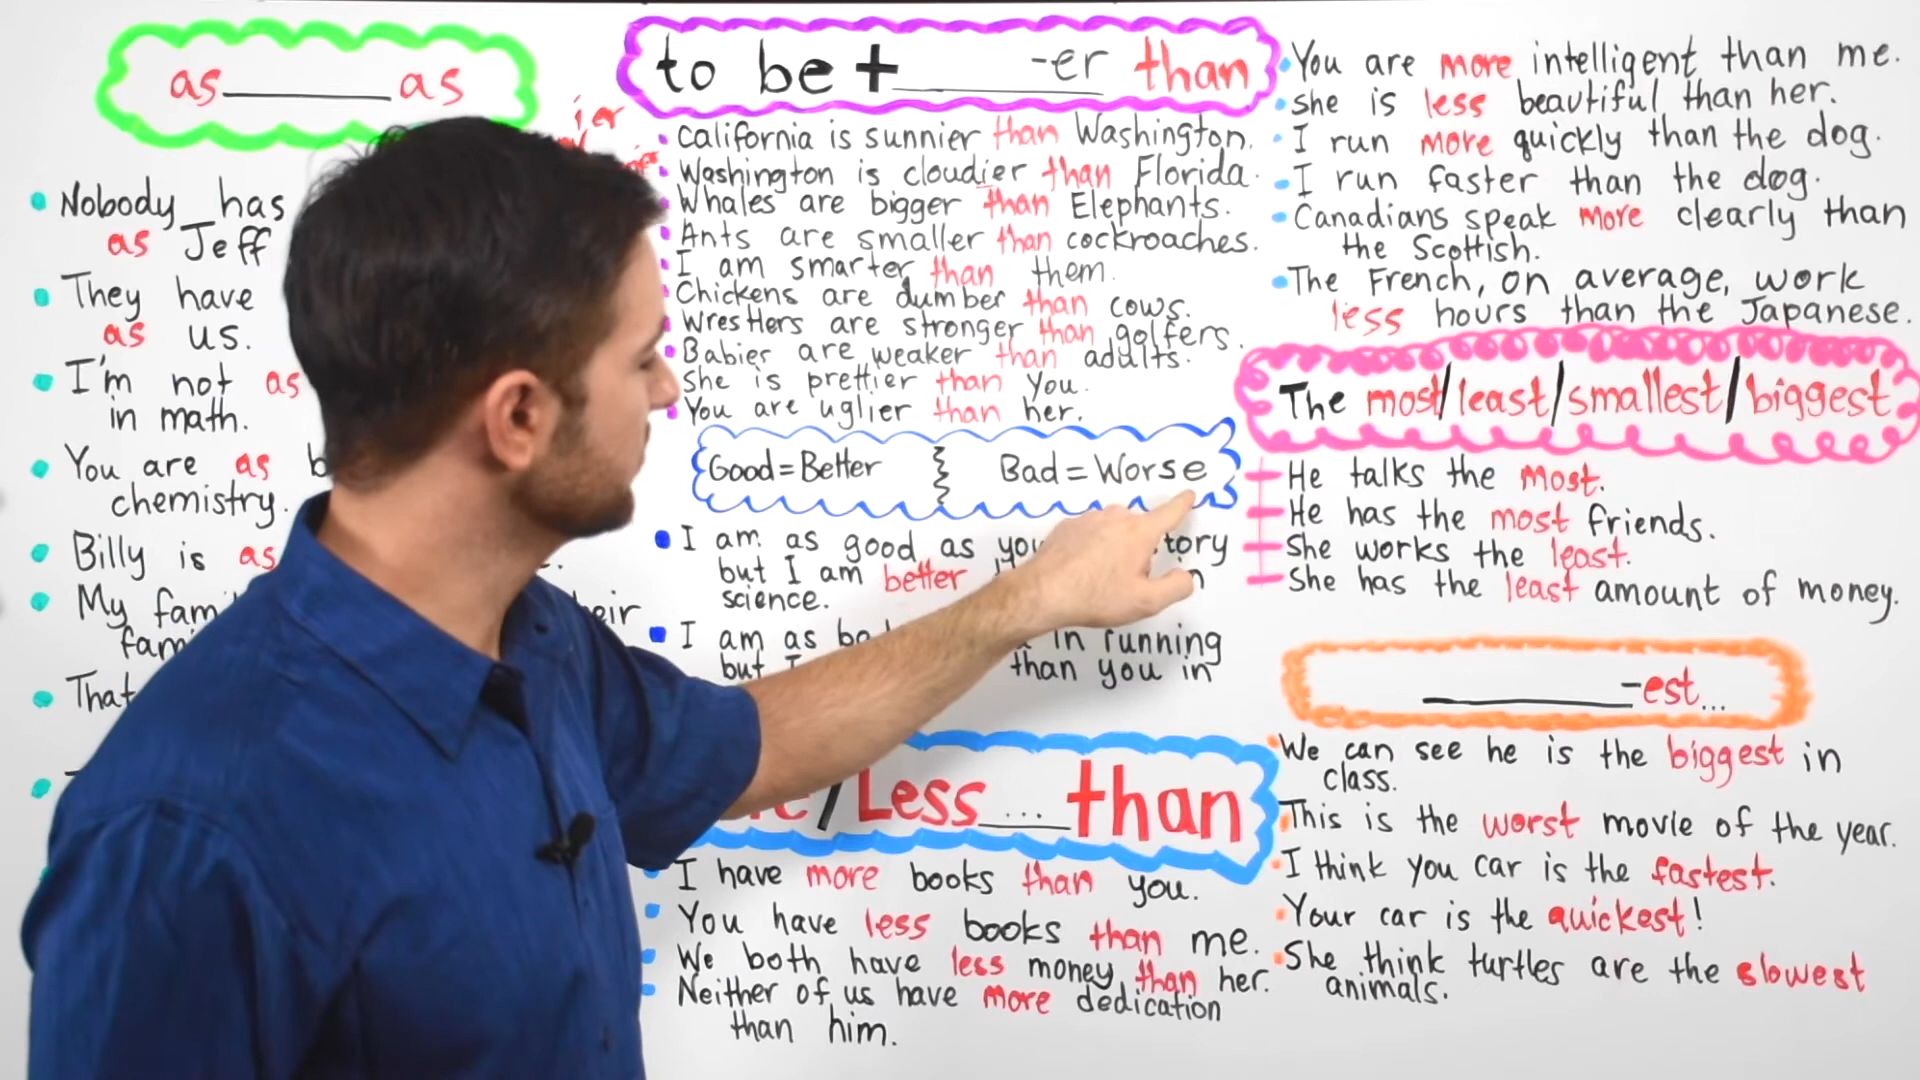 as______as
ier
Nobody has
as Jeff
They have
as us.
I'm not as
in math.
You are as
chemistry.
Billy is as
My fam
fam
That
to be + ______-er than
California is sunnier than Washington.
Washington is cloudier than Florida.
Whales are bigger than Elephants.
Ants are smaller than cockroaches.
I am smarter than them.
Chickens are dumber than cows.
Wrestlers are stronger than golfers.
Babies are weaker than adults.
She is prettier than you.
You are uglier than her.
Good=Better
Bad=Worse
I am as good as you
but I am better
science.
I am as in running
but I than you in
/Less ... than
I have more books than you.
You have less books than me.
We both have less money than her.
Neither of us have more dedication
than him.
You are more intelligent than me.
she is less beautiful than her.
I run more quickly than the dog.
I run faster than the dog.
Canadians speak more clearly than
the Scottish.
The French, on average, work
less hours than the Japanese.
The most/least/smallest/biggest
He talks the most.
He has the most friends.
She works the least.
She has the least amount of money.
______-est...
We can see he is the biggest in
class.
This is the worst movie of the year.
I think you car is the fastest.
Your car is the quickest!
She think turtles are the slowest
animals.